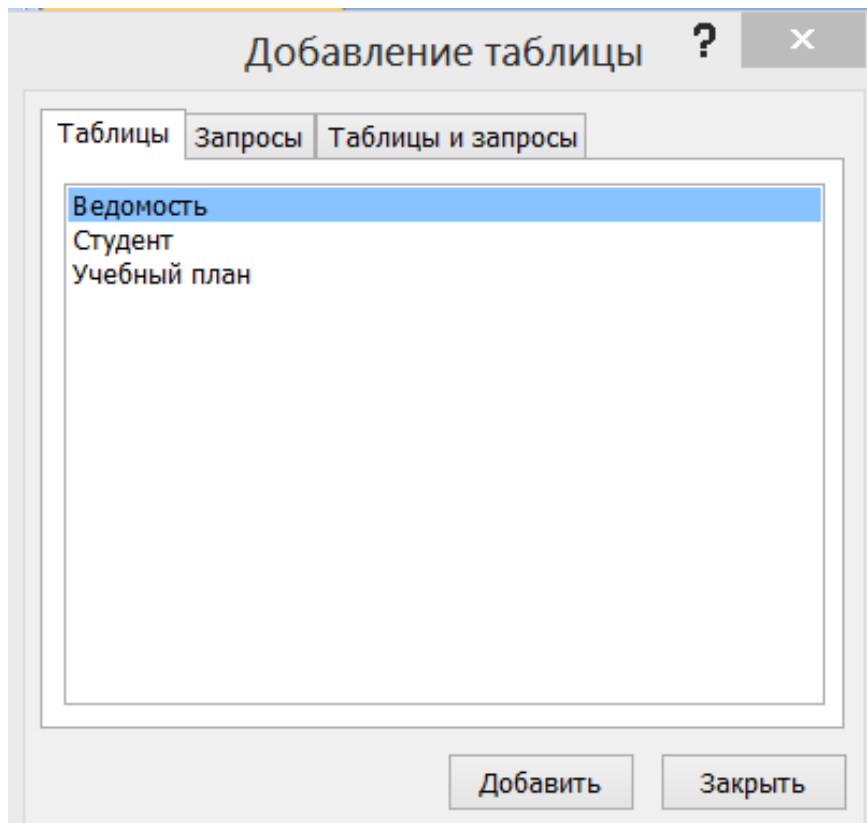 Добавление таблицы ? ×
Таблицы Запросы Таблицы и запросы
Ведомость
Студент
Учебный план
Добавить Закрыть